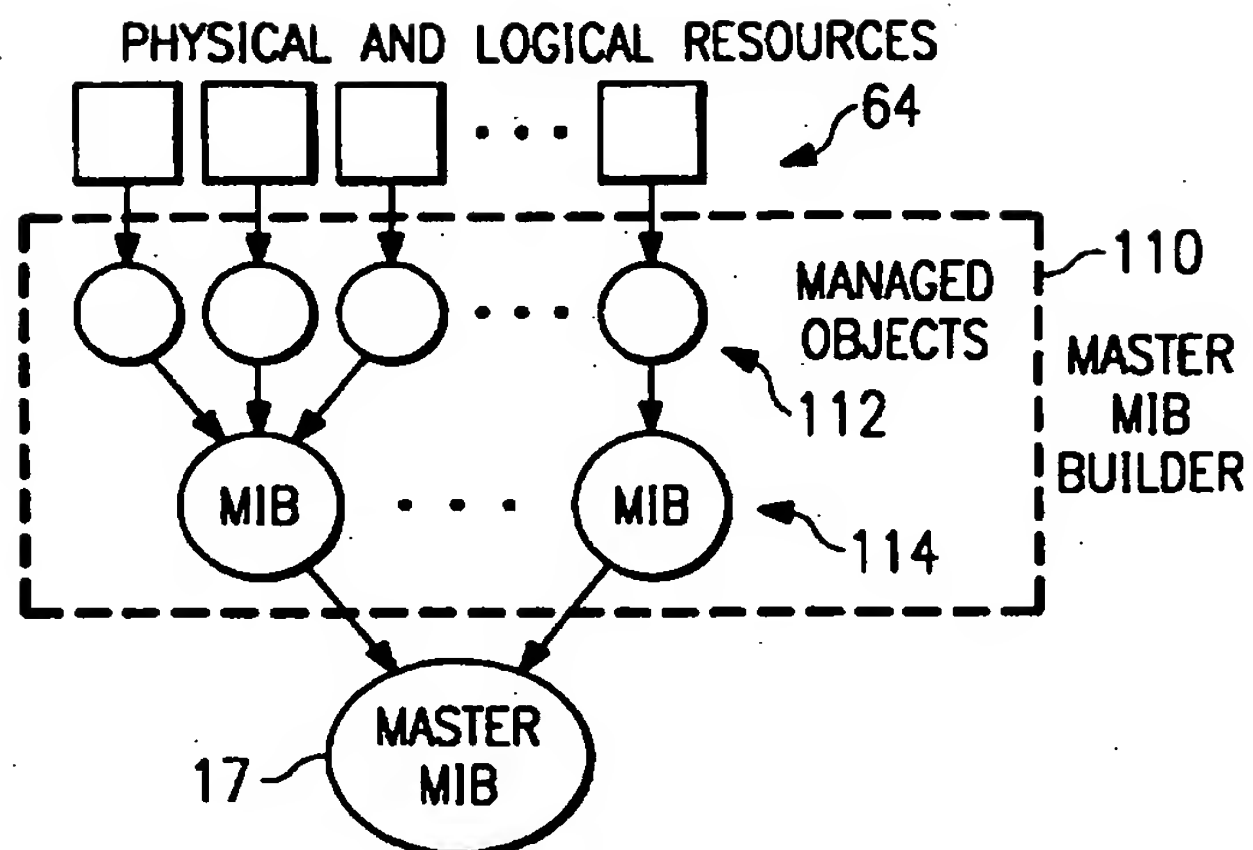 PHYSICAL AND LOGICAL RESOURCES
64
110
MANAGED
OBJECTS
MASTER
MIB
BUILDER
112
MIB
MIB
114
MASTER
MIB
17